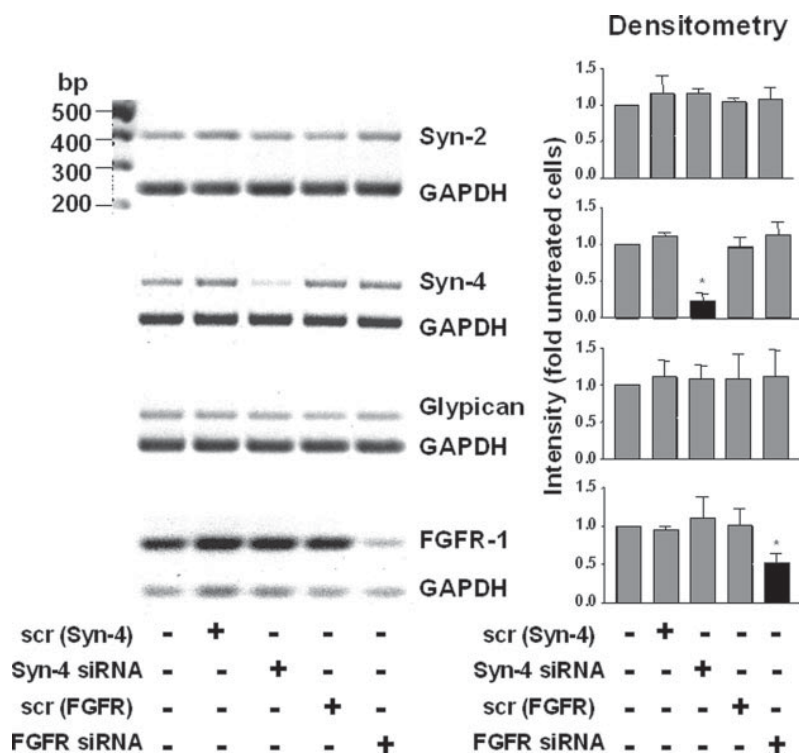 Densitometry
bp
500
400
300
200
Syn-2
GAPDH
Syn-4
GAPDH
Glypican
GAPDH
FGFR-1
GAPDH
Intensity (fold untreated cells)
1.5
1.0
0.5
0.0
1.5
1.0
0.5
0.0
*
1.5
1.0
0.5
0.0
1.5
1.0
0.5
0.0
*
scr (Syn-4) - + - - -
Syn-4 siRNA - - + - -
scr (FGFR) - - - + -
FGFR siRNA - - - - +
scr (Syn-4) - + - - -
Syn-4 siRNA - - + - -
scr (FGFR) - - - + -
FGFR siRNA - - - - +